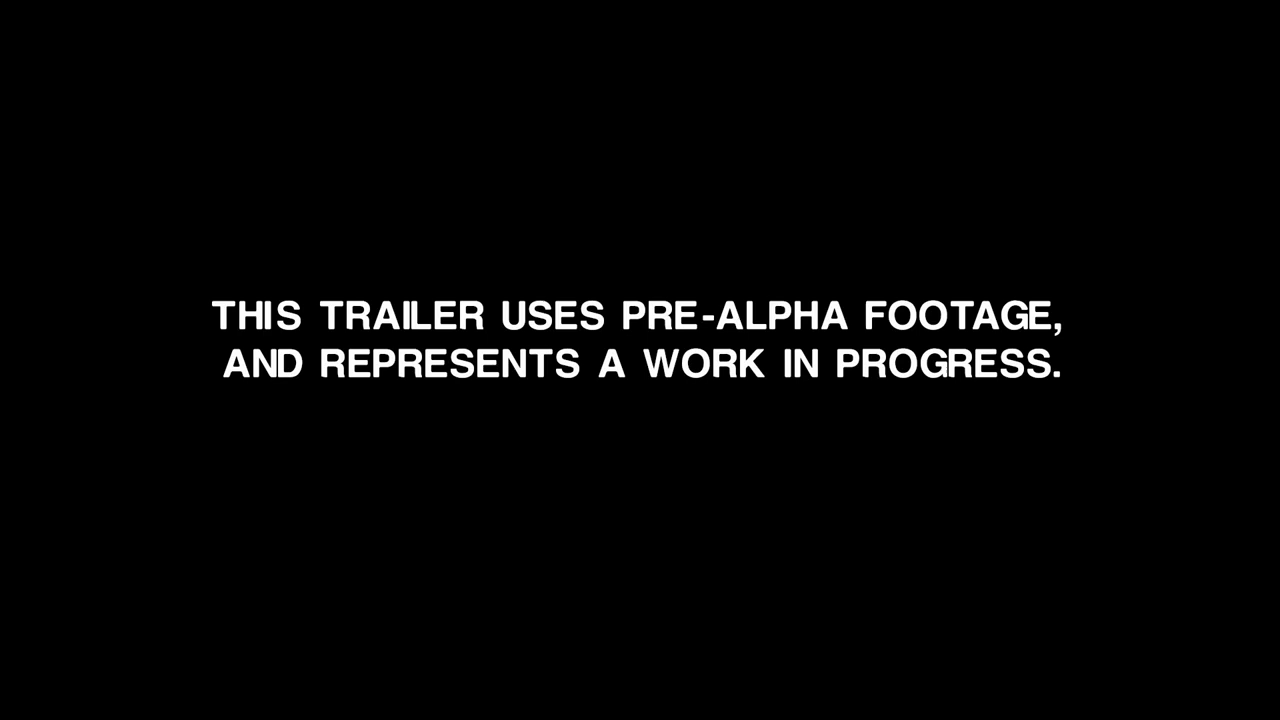 THIS TRAILER USES PRE-ALPHA FOOTAGE,
AND REPRESENTS A WORK IN PROGRESS.